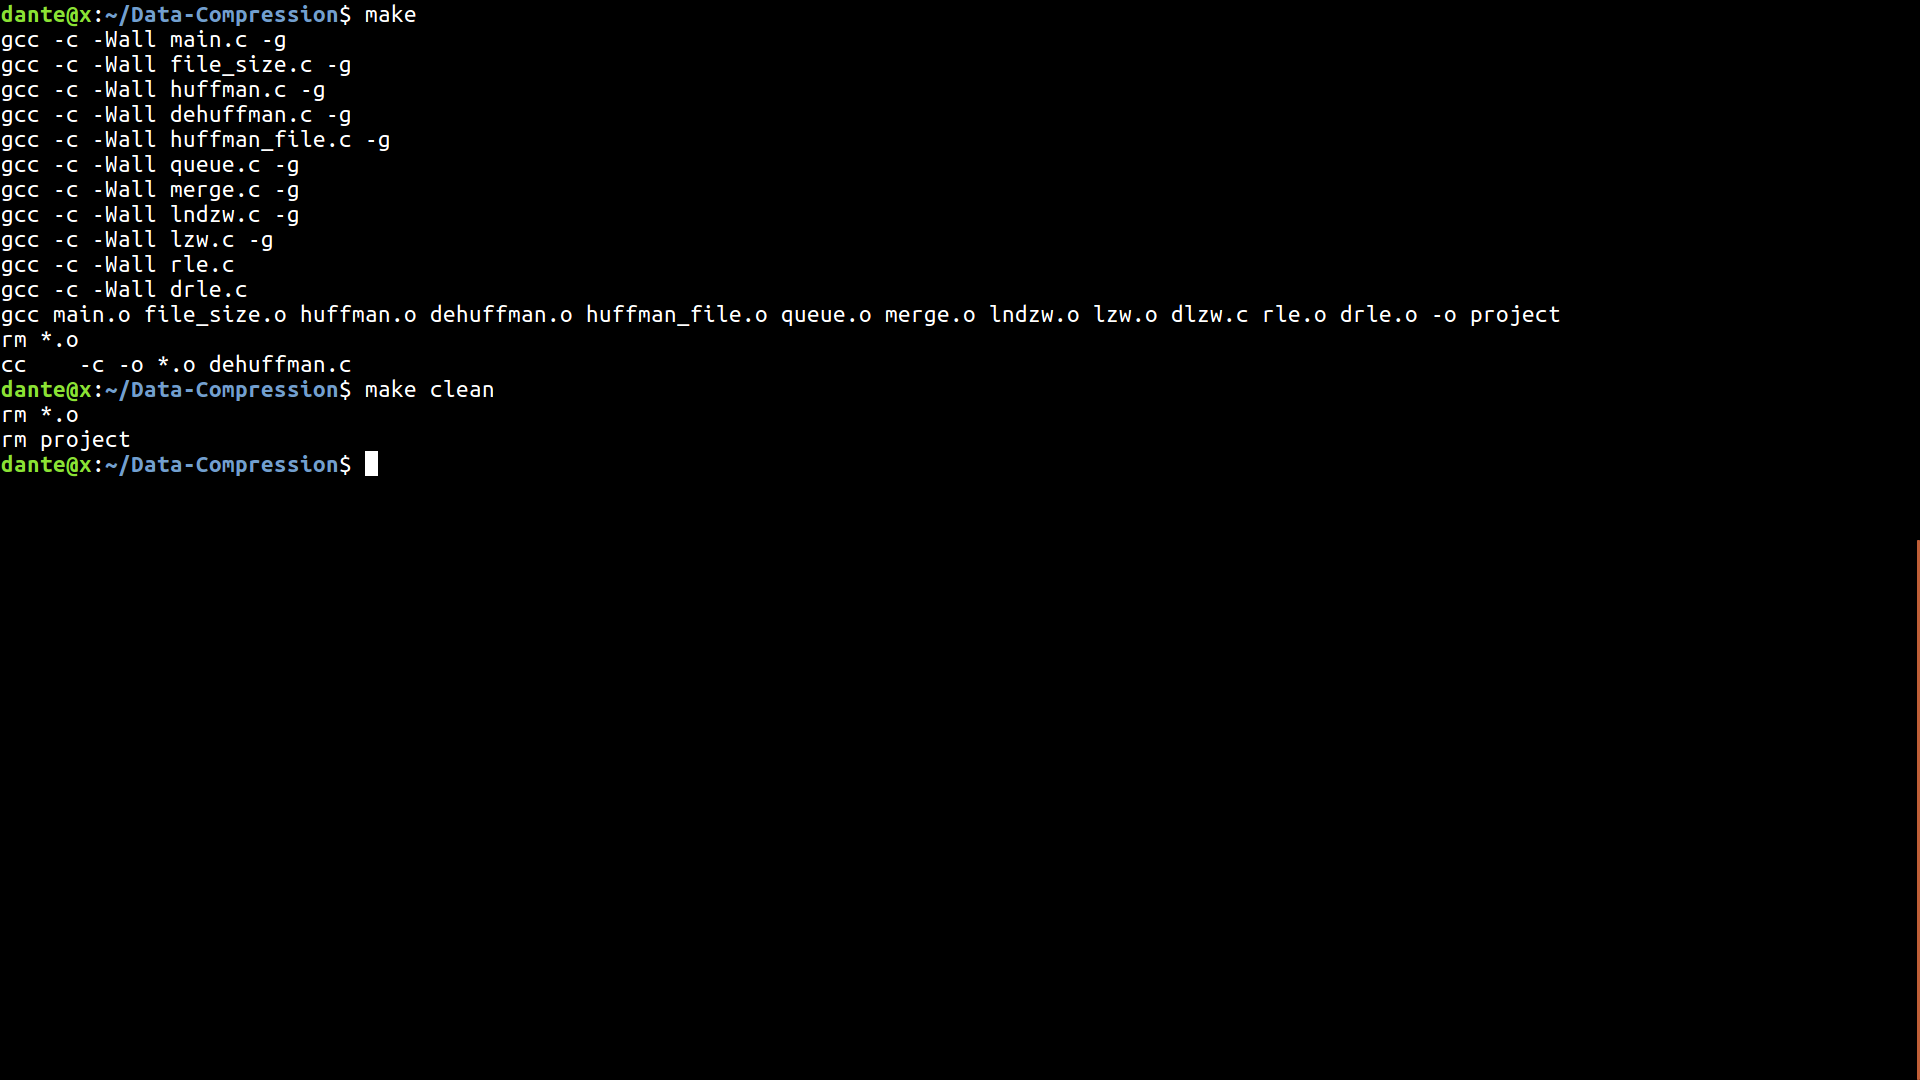 dante@x:~/Data-Compression$ make
gcc -c -Wall main.c -g
gcc -c -Wall file_size.c -g
gcc -c -Wall huffman.c -g
gcc -c -Wall dehuffman.c -g
gcc -c -Wall huffman_file.c -g
gcc -c -Wall queue.c -g
gcc -c -Wall merge.c -g
gcc -c -Wall lndzw.c -g
gcc -c -Wall lzw.c -g
gcc -c -Wall rle.c
gcc -c -Wall drle.c
gcc main.o file_size.o huffman.o dehuffman.o huffman_file.o queue.o merge.o lndzw.o lzw.o dlzw.c rle.o drle.o -o project
rm *.o
cc    -c -o *.o dehuffman.c
dante@x:~/Data-Compression$ make clean
rm *.o
rm project
dante@x:~/Data-Compression$